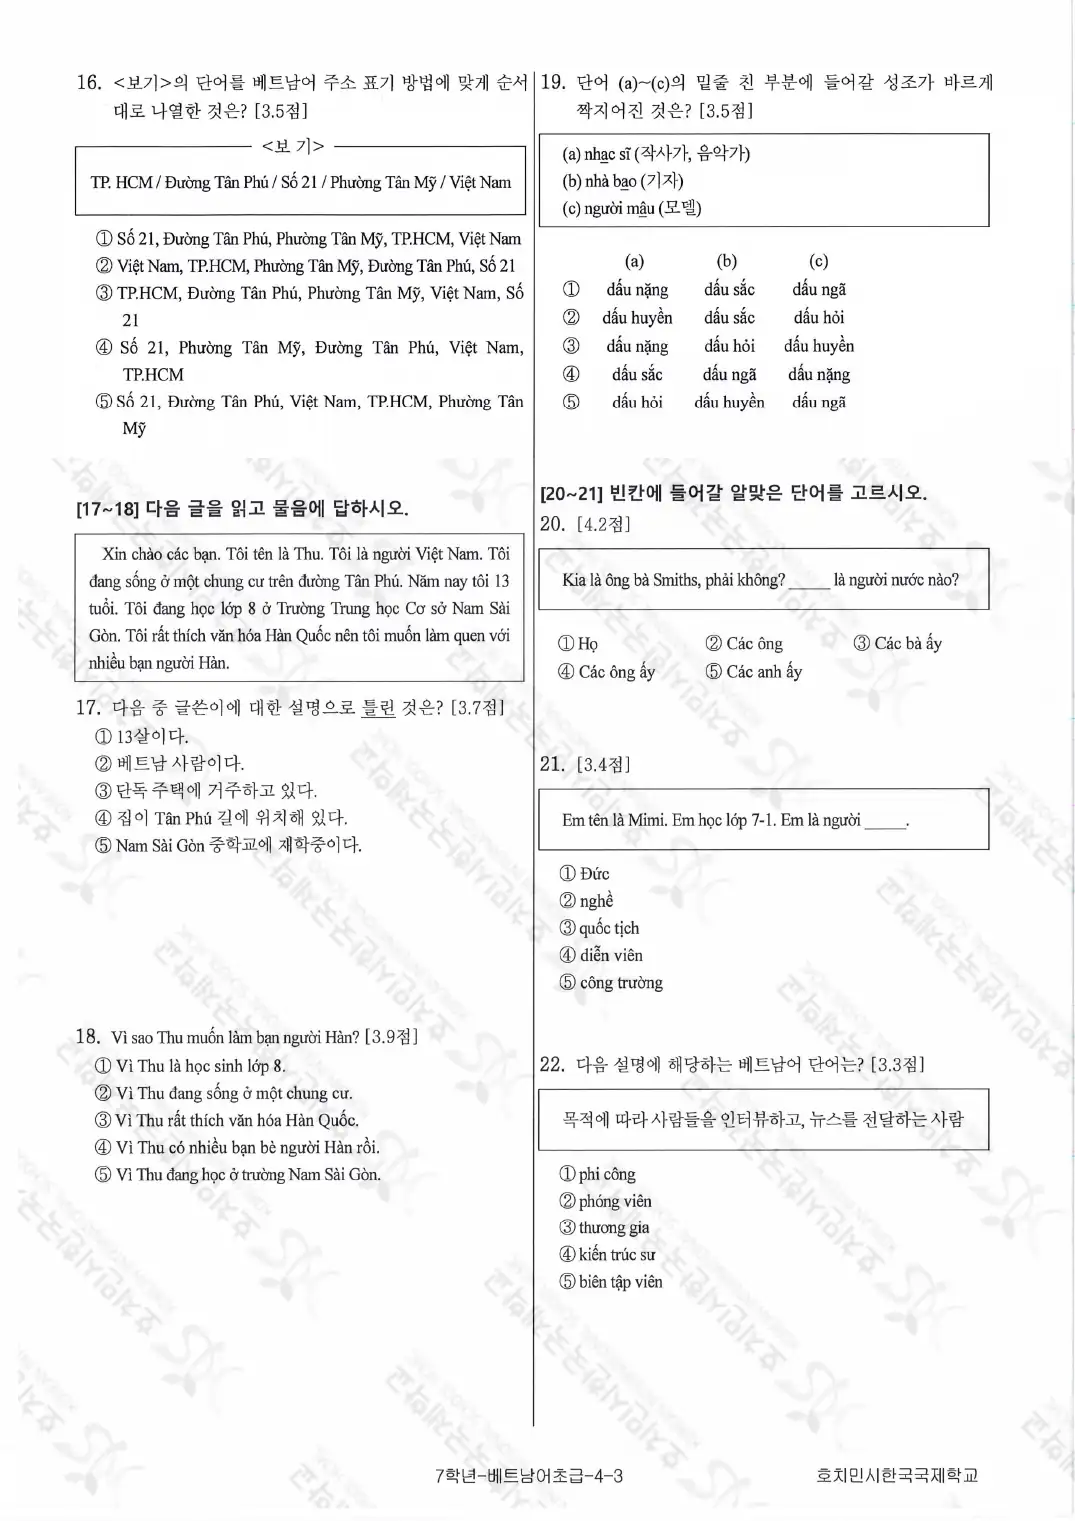 16. <보기>의 단어를 베트남어 주소 표기 방법에 맞게 순서
대로 나열한 것은? [3.5점]
<보 기>
TP. HCM / Đường Tân Phú / Số 21 / Phường Tân Mỹ / Việt Nam
① Số 21, Đường Tân Phú, Phường Tân Mỹ, TP.HCM, Việt Nam
② Việt Nam, TP.HCM, Phường Tân Mỹ, Đường Tân Phú, Số 21
③ TP.HCM, Đường Tân Phú, Phường Tân Mỹ, Việt Nam, Số
21
④ Số 21, Phường Tân Mỹ, Đường Tân Phú, Việt Nam,
TP.HCM
⑤ Số 21, Đường Tân Phú, Việt Nam, TP.HCM, Phường Tân
Mỹ
[17~18] 다음 글을 읽고 물음에 답하시오.
Xin chào các bạn. Tôi tên là Thu. Tôi là người Việt Nam. Tôi
đang sống ở một chung cư trên đường Tân Phú. Năm nay tôi 13
tuổi. Tôi đang học lớp 8 ở Trường Trung học Cơ sở Nam Sài
Gòn. Tôi rất thích văn hóa Hàn Quốc nên tôi muốn làm quen với
nhiều bạn người Hàn.
17. 다음 중 글쓴이에 대한 설명으로 틀린 것은? [3.7점]
① 13살이다.
② 베트남 사람이다.
③ 단독 주택에 거주하고 있다.
④ 집이 Tân Phú 길에 위치해 있다.
⑤ Nam Sài Gòn 중학교에 재학중이다.
18. Vì sao Thu muốn làm bạn người Hàn? [3.9점]
① Vì Thu là học sinh lớp 8.
② Vì Thu đang sống ở một chung cư.
③ Vì Thu rất thích văn hóa Hàn Quốc.
④ Vì Thu có nhiều bạn bè người Hàn rồi.
⑤ Vì Thu đang học ở trường Nam Sài Gòn.
19. 단어 (a)~(c)의 밑줄 친 부분에 들어갈 성조가 바르게
짝지어진 것은? [3.5점]
(a) nhac sĩ (작사가, 음악가)
(b) nhà bao (기자)
(c) người mâu (모델)
(a) (b) (c)
① dấu nặng dấu sắc dấu ngã
② dấu huyền dấu sắc dấu hỏi
③ dấu nặng dấu hỏi dấu huyền
④ dấu sắc dấu ngã dấu nặng
⑤ dấu hỏi dấu huyền dấu ngã
[20~21] 빈칸에 들어갈 알맞은 단어를 고르시오.
20. [4.2점]
Kia là ông bà Smiths, phải không? _____ là người nước nào?
① Họ ② Các ông ③ Các bà ấy
④ Các ông ấy ⑤ Các anh ấy
21. [3.4점]
Em tên là Mimi. Em học lớp 7-1. Em là người _____.
① Đức
② nghề
③ quốc tịch
④ diễn viên
⑤ công trường
22. 다음 설명에 해당하는 베트남어 단어는? [3.3점]
목적에 따라 사람들을 인터뷰하고, 뉴스를 전달하는 사람
① phi công
② phóng viên
③ thương gia
④ kiến trúc sư
⑤ biên tập viên
7학년-베트남어초급-4-3
호치민시한국국제학교